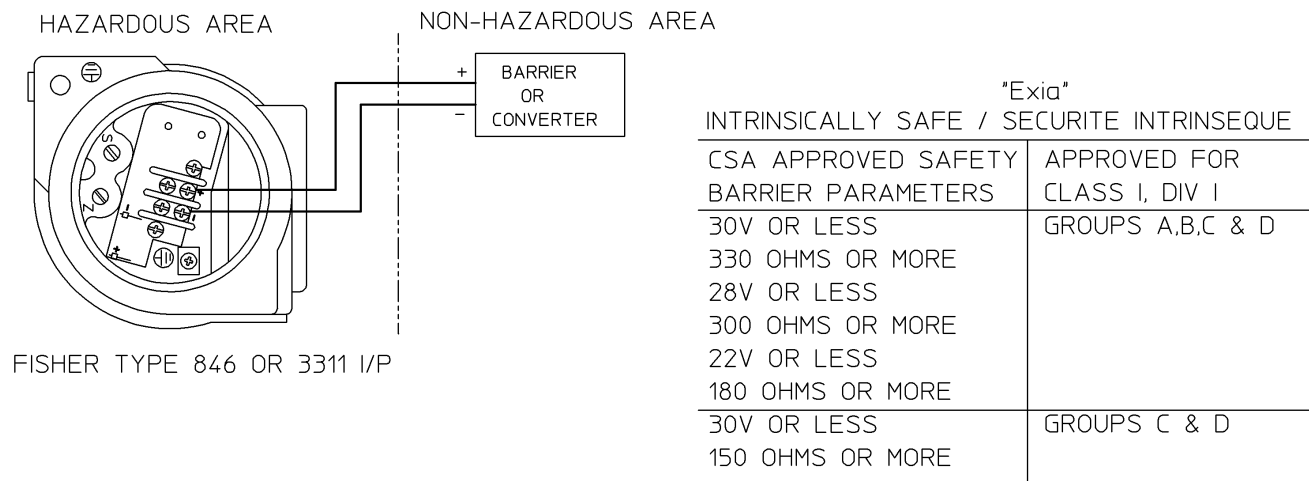 HAZARDOUS AREA
NON-HAZARDOUS AREA
+ BARRIER
OR
- CONVERTER
S
N
+
-
-
+
FISHER TYPE 846 OR 3311 I/P
"Exia"
INTRINSICALLY SAFE / SECURITE INTRINSEQUE
CSA APPROVED SAFETY APPROVED FOR
BARRIER PARAMETERS CLASS I, DIV I
30V OR LESS GROUPS A,B,C & D
330 OHMS OR MORE
28V OR LESS
300 OHMS OR MORE
22V OR LESS
180 OHMS OR MORE
30V OR LESS GROUPS C & D
150 OHMS OR MORE